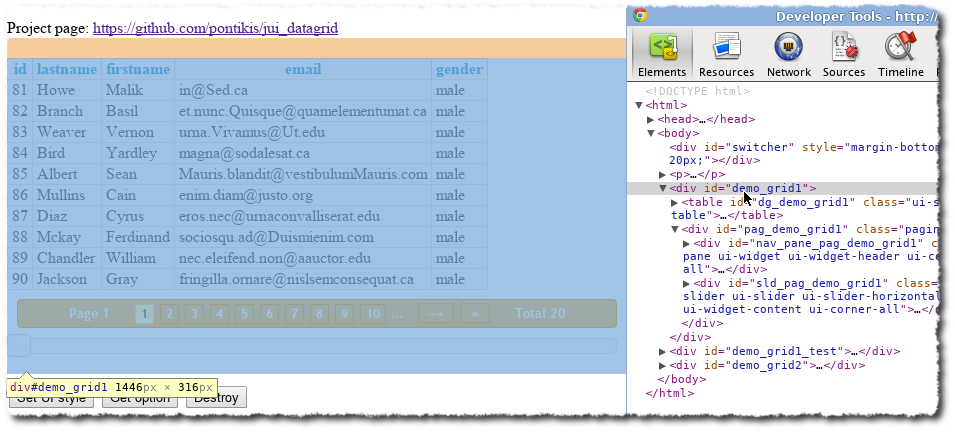 Project page: https://github.com/pontikis/jui_datagrid
id lastname firstname email gender
81 Howe Malik in@Sed.ca male
82 Branch Basil et.nunc.Quisque@quamelementumat.ca male
83 Weaver Vernon urna.Vivamus@Ut.edu male
84 Bird Yardley magna@sodalesat.ca male
85 Albert Sean Mauris.blandit@vestibulumMauris.com male
86 Mullins Cain enim.diam@justo.org male
87 Diaz Cyrus eros.nec@urnaconvalliserat.edu male
88 Mckay Ferdinand sociosqu.ad@Duismienim.com male
89 Chandler William nec.eleifend.non@aauctor.edu male
90 Jackson Gray fringilla.ornare@nislsemconsequat.ca male
Page 1 1 2 3 4 5 6 7 8 9 10 ... → » Total 20
div#demo_grid1 1446px × 316px
Set UI style Get option Destroy
Developer Tools - http://
Elements Resources Network Sources Timeline
<!DOCTYPE html>
▼<html>
▶<head>…</head>
▼<body>
<div id="switcher" style="margin-bottom
20px;"></div>
▶<p>…</p>
▼<div id="demo_grid1">
▶<table id="dg_demo_grid1" class="ui-s
table">…</table>
▼<div id="pag_demo_grid1" class="pagin
▶<div id="nav_pane_pag_demo_grid1" c
pane ui-widget ui-widget-header ui-co
all">…</div>
▶<div id="sld_pag_demo_grid1" class=
slider ui-slider ui-slider-horizontal
ui-widget-content ui-corner-all">…</div>
</div>
</div>
▶<div id="demo_grid1_test">…</div>
▶<div id="demo_grid2">…</div>
</body>
</html>